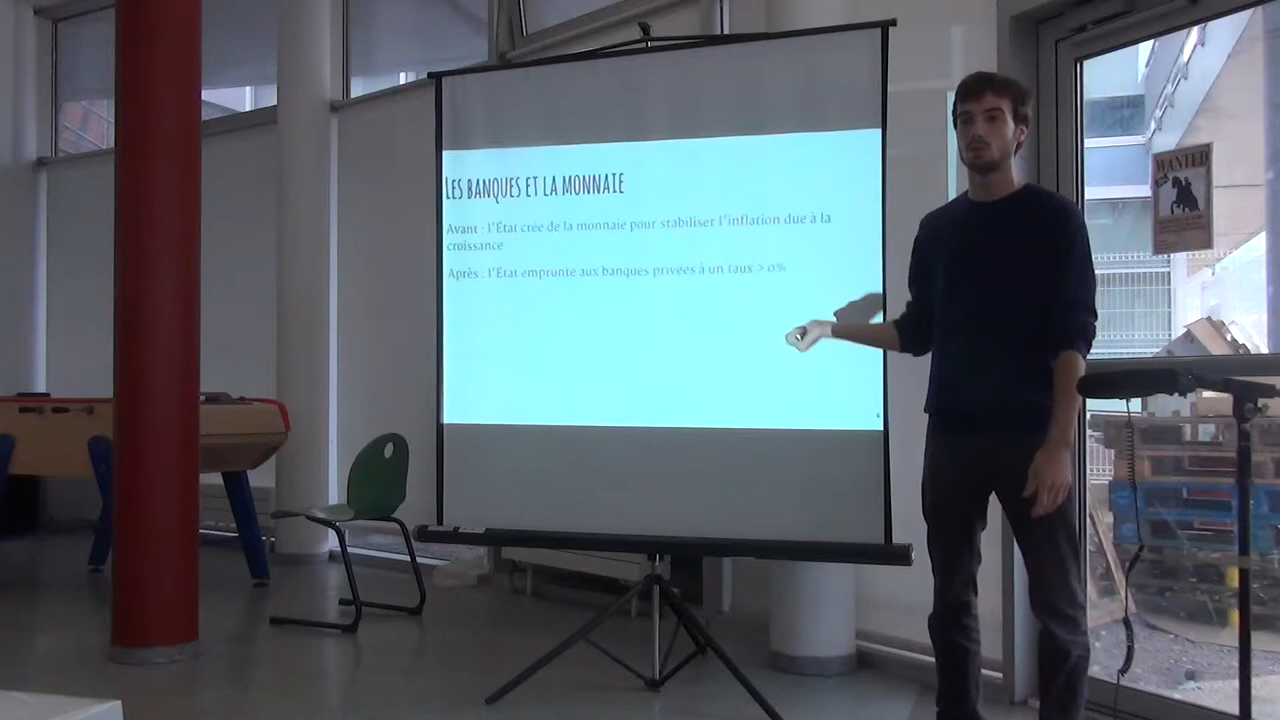 LES BANQUES ET LA MONNAIE
Avant : l'État crée de la monnaie pour stabiliser l'inflation due à la
croissance
Après : l'État emprunte aux banques privées à un taux > 0%
WANTED